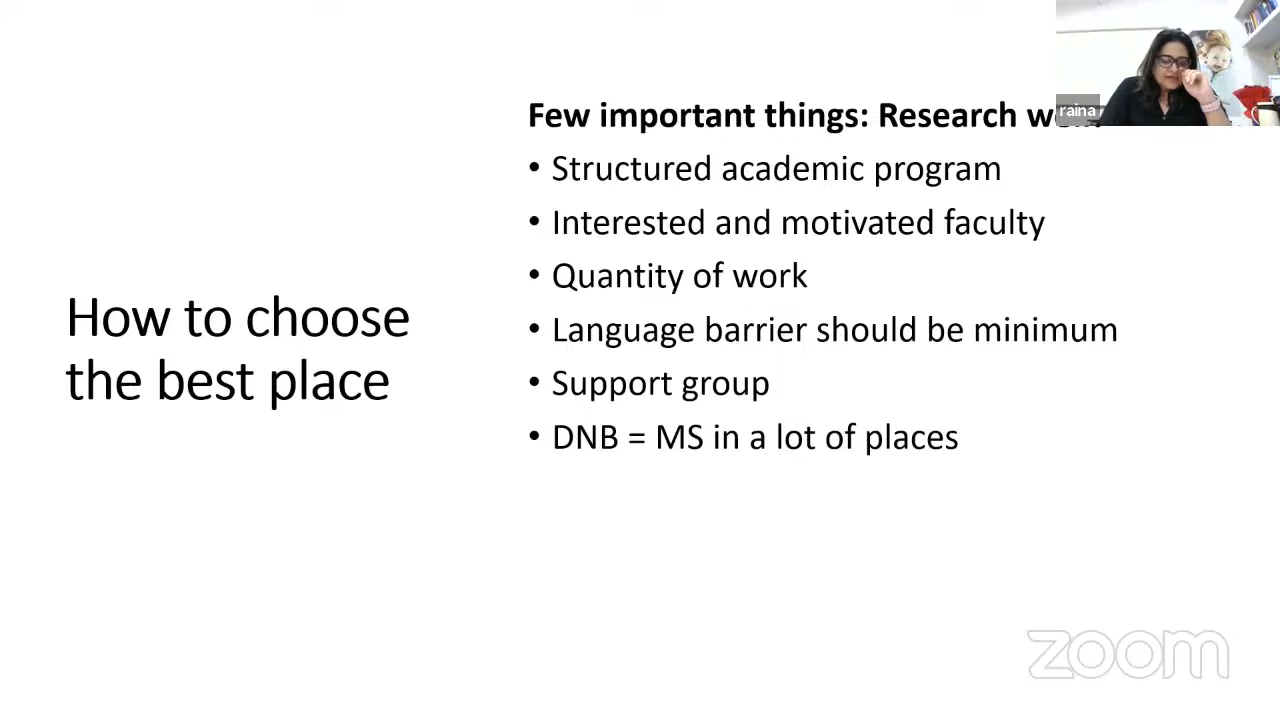 How to choose
the best place
Few important things: Research
• Structured academic program
• Interested and motivated faculty
• Quantity of work
• Language barrier should be minimum
• Support group
• DNB = MS in a lot of places
raina
zoom